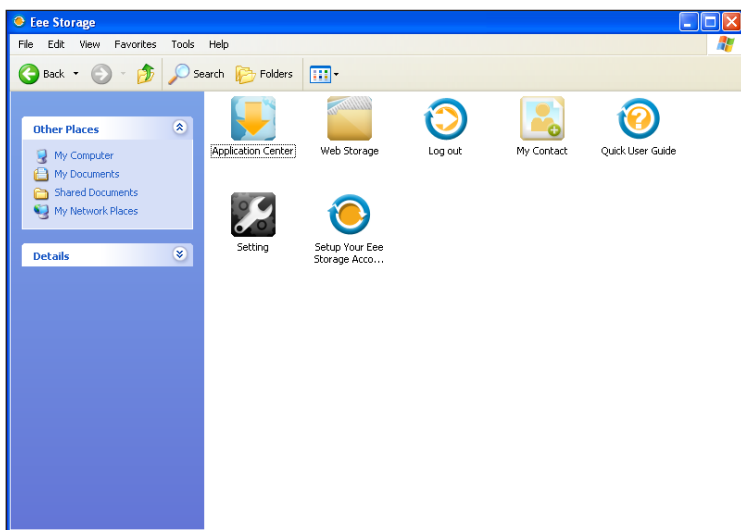 Eee Storage
File Edit View Favorites Tools Help
Back Search Folders
Other Places
My Computer
My Documents
Shared Documents
My Network Places
Details
Application Center Web Storage Log out My Contact Quick User Guide
Setting Setup Your Eee
Storage Acco...